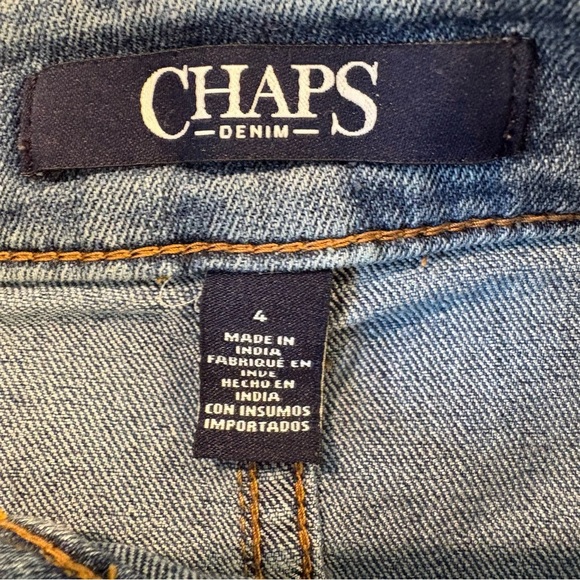 CHAPS
DENIM
4
MADE IN
INDIA
FABRIQUÉ EN
INDE
HECHO EN
INDIA
CON INSUMOS
IMPORTADOS